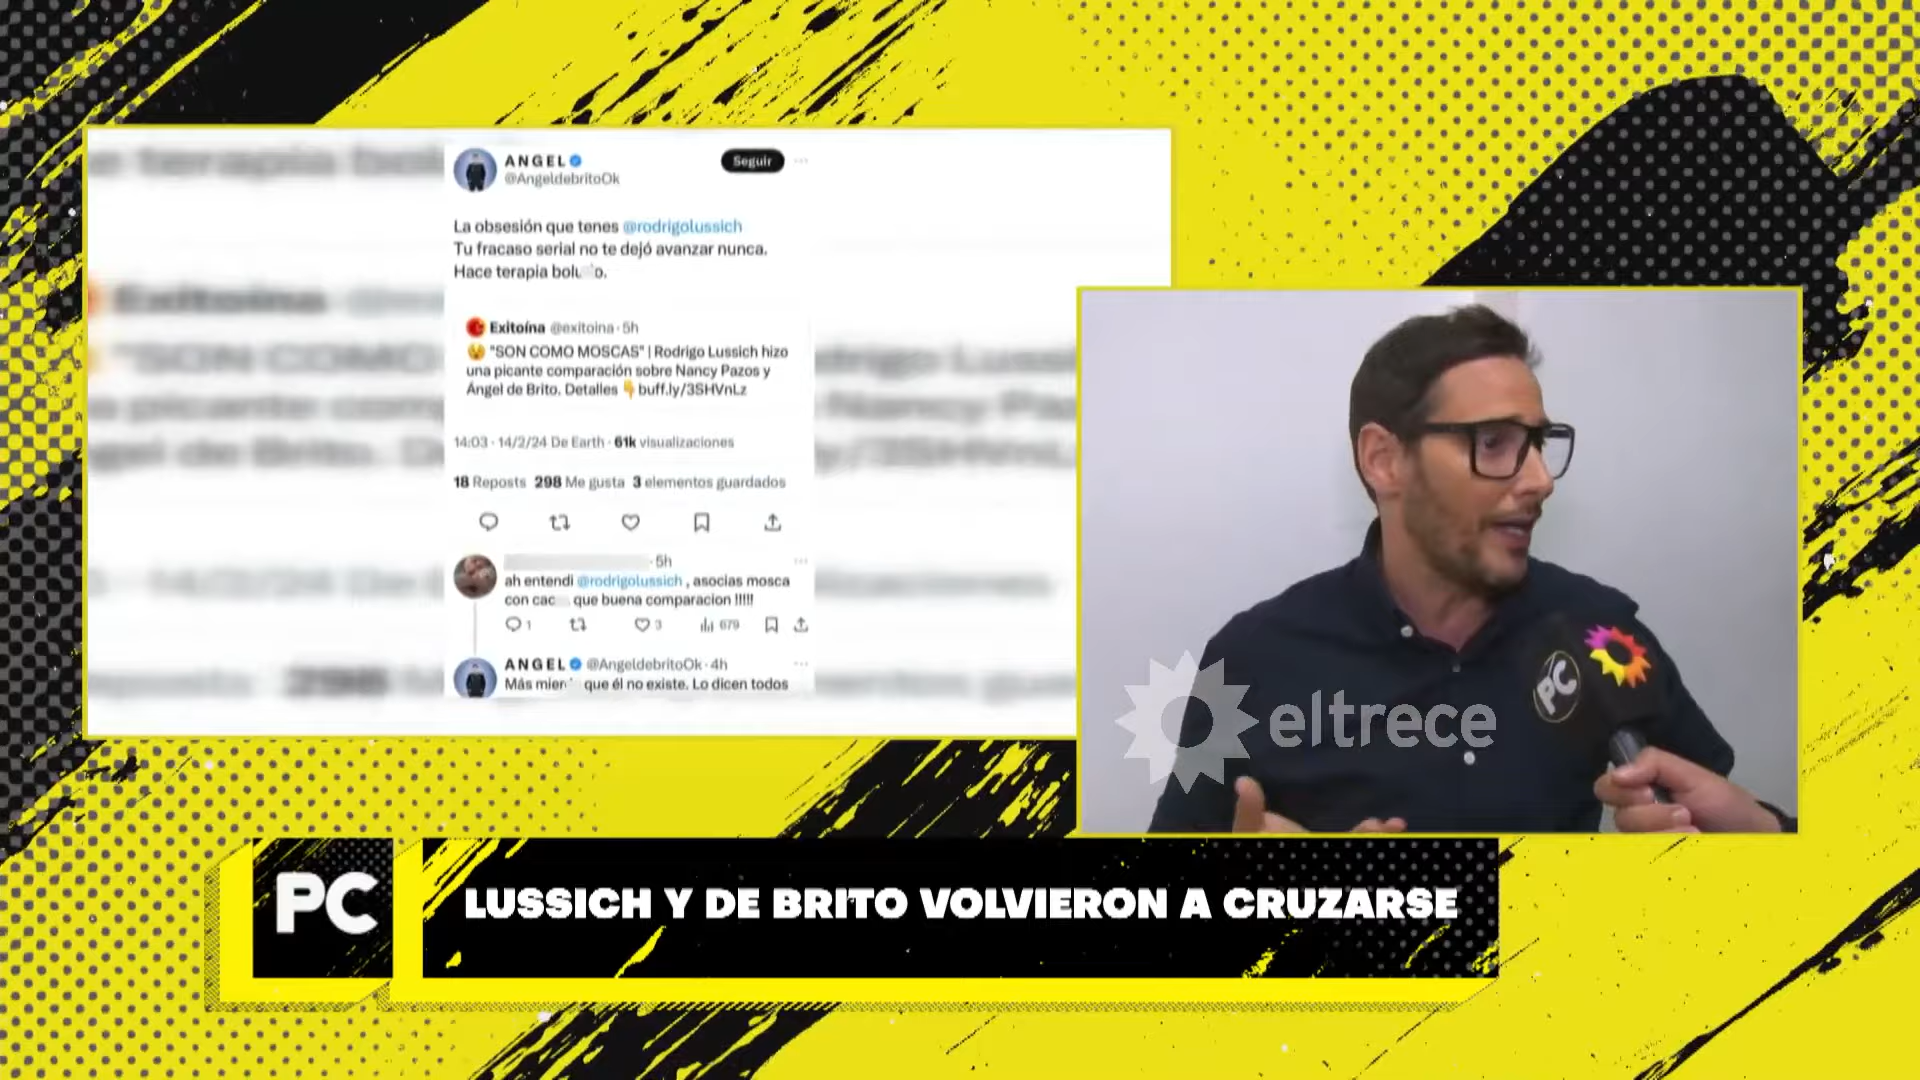 ANGEL
@AngeldebritoOk
Seguir
La obsesión que tenes @rodrigolussich
Tu fracaso serial no te dejó avanzar nunca.
Hace terapia bolu o.
Exitoína @exitoina · 5h
"SON COMO MOSCAS" | Rodrigo Lussich hizo
una picante comparación sobre Nancy Pazos y
Ángel de Brito. Detalles buff.ly/3SHVnLz
14:03 · 14/2/24 De Earth · 61k visualizaciones
18 Reposts 298 Me gusta 3 elementos guardados
· 5h
ah entendi @rodrigolussich , asocias mosca
con cac que buena comparacion !!!!!
1 3 679
ANGEL @AngeldebritoOk · 4h
Más mier que él no existe. Lo dicen todos
PC
eltrece
PC
LUSSICH Y DE BRITO VOLVIERON A CRUZARSE